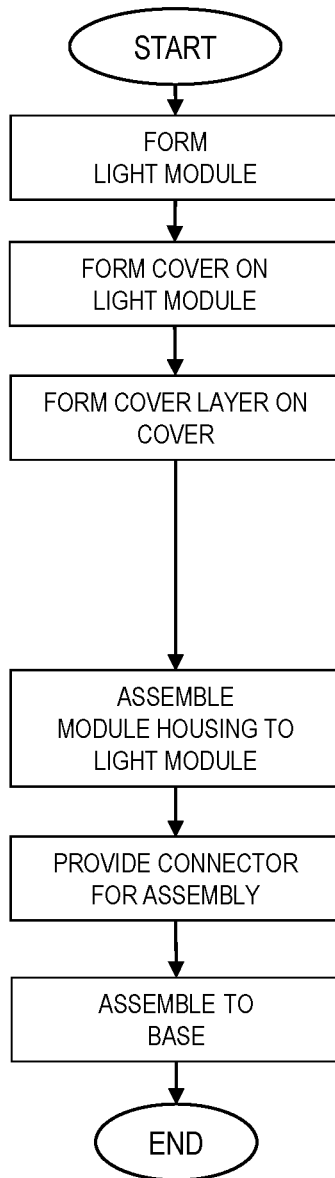 START
FORM
LIGHT MODULE
FORM COVER ON
LIGHT MODULE
FORM COVER LAYER ON
COVER
ASSEMBLE
MODULE HOUSING TO
LIGHT MODULE
PROVIDE CONNECTOR
FOR ASSEMBLY
ASSEMBLE TO
BASE
END